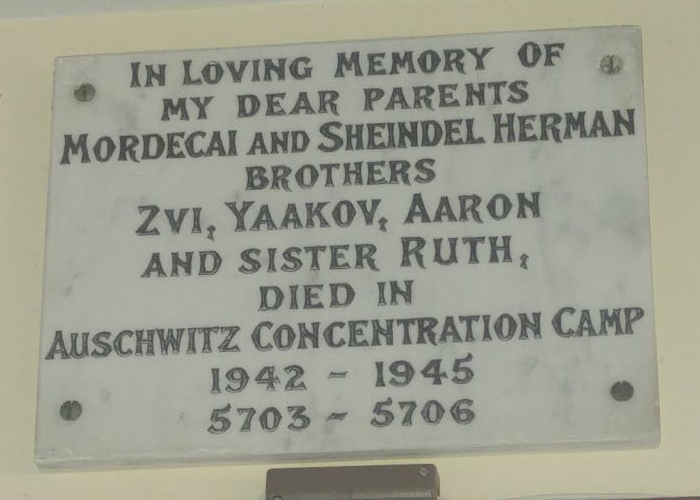 IN LOVING MEMORY OF
MY DEAR PARENTS
MORDECAI AND SHEINDEL HERMAN
BROTHERS
ZVI, YAAKOV, AARON
AND SISTER RUTH,
DIED IN
AUSCHWITZ CONCENTRATION CAMP
1942 - 1945
5703 - 5706